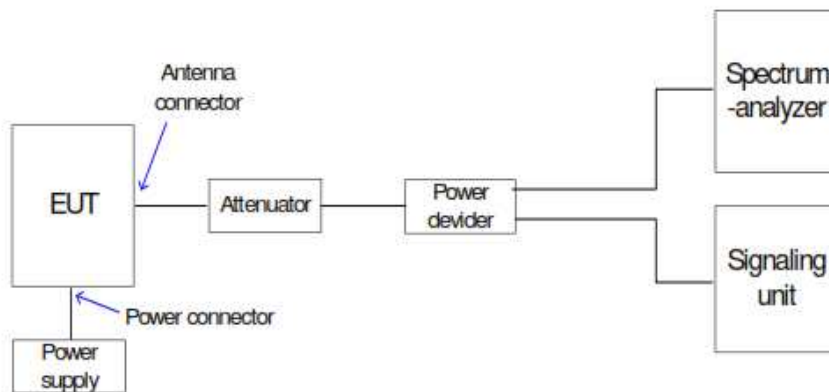 Antenna
connector
Spectrum
-analyzer
EUT
Attenuator
Power
devider
Signaling
unit
Power connector
Power
supply